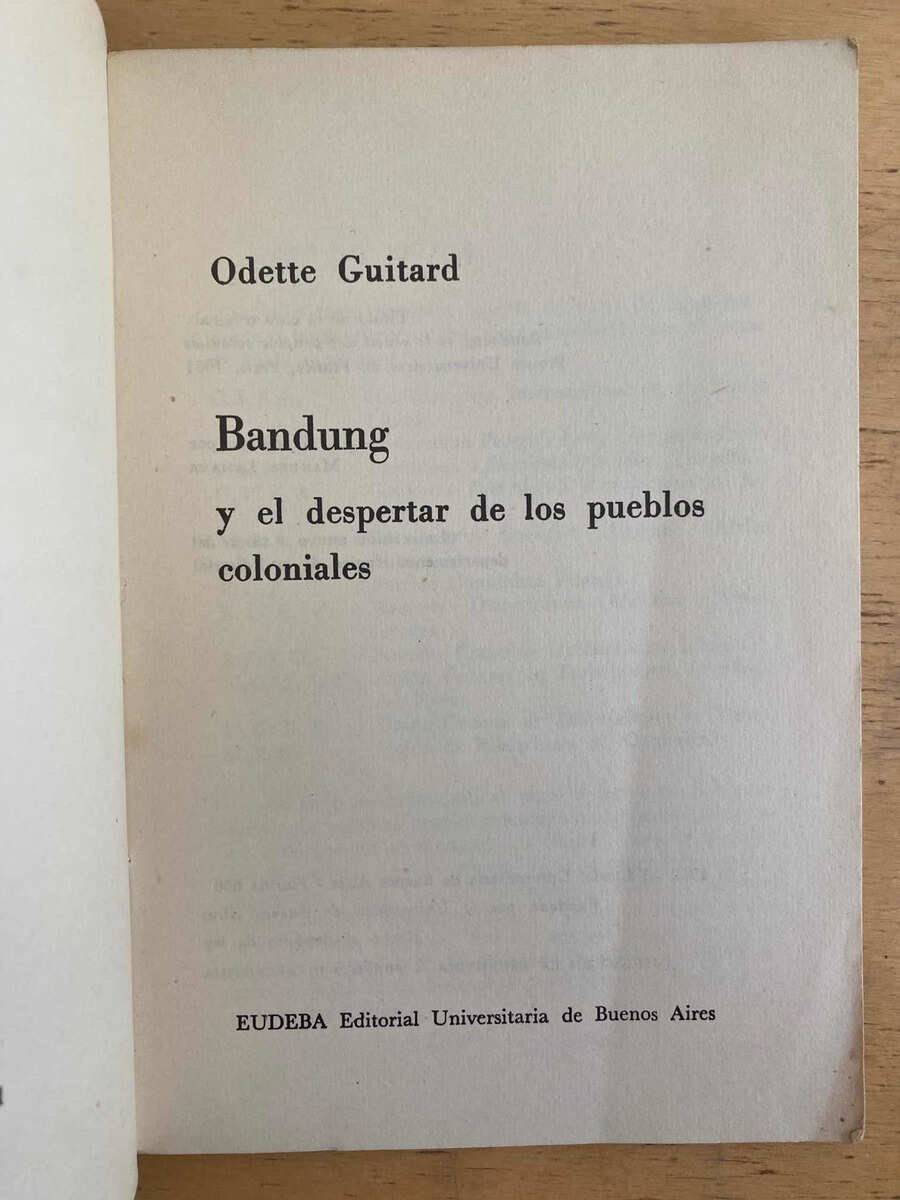 Odette Guitard
Bandung
y el despertar de los pueblos
coloniales
EUDEBA Editorial Universitaria de Buenos Aires